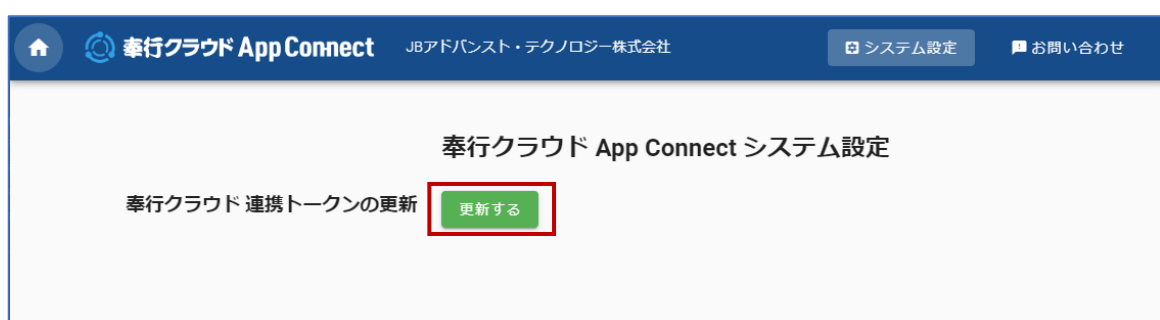 奉行クラウド App Connect JBアドバンスト・テクノロジー株式会社 システム設定 お問い合わせ
奉行クラウド App Connect システム設定
奉行クラウド 連携トークンの更新 更新する